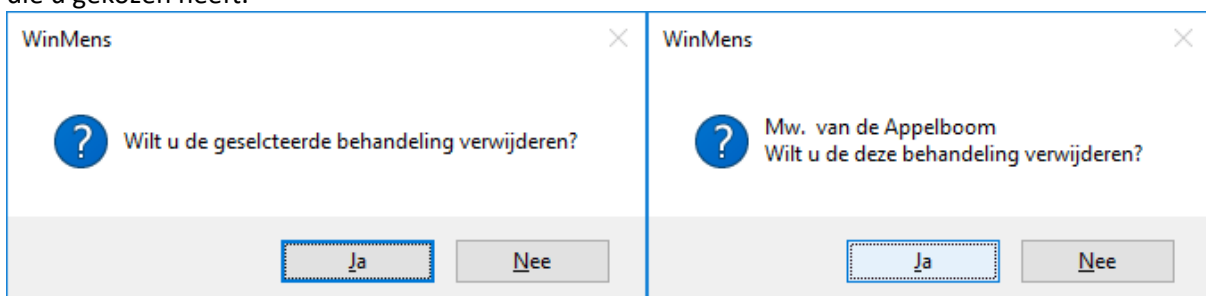 die u gekozen heeft.
WinMens
Wilt u de geselcteerde behandeling verwijderen?
Ja Nee
WinMens
Mw. van de Appelboom
Wilt u de deze behandeling verwijderen?
Ja Nee